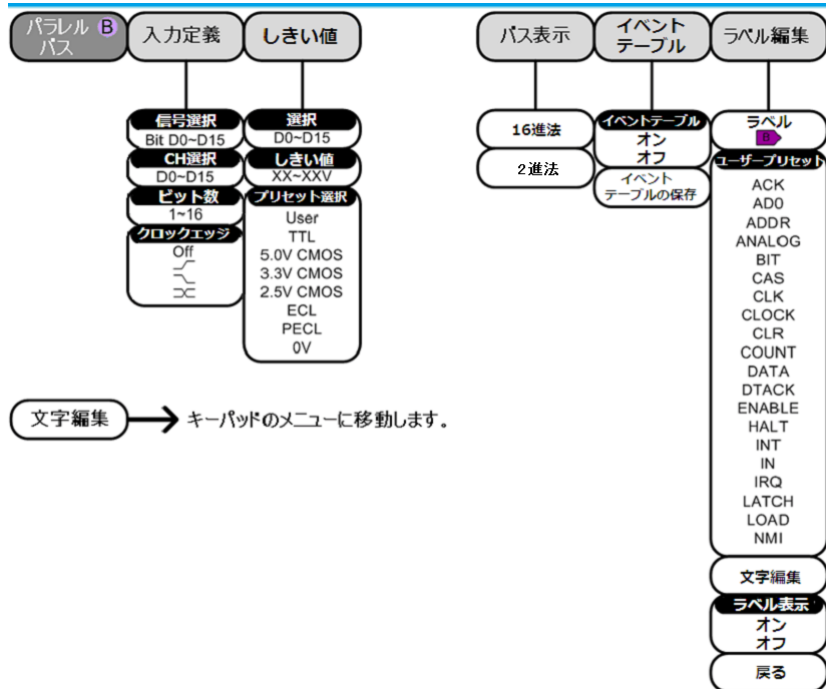 パラレル B
バス
入力定義
しきい値
バス表示
イベント
テーブル
ラベル編集
信号選択
Bit D0~D15
CH選択
D0~D15
ビット数
1~16
クロックエッジ
Off
選択
D0~D15
しきい値
XX~XXV
プリセット選択
User
TTL
5.0V CMOS
3.3V CMOS
2.5V CMOS
ECL
PECL
0V
16進法
2進法
イベントテーブル
オン
オフ
イベント
テーブルの保存
ラベル
B
ユーザープリセット
ACK
AD0
ADDR
ANALOG
BIT
CAS
CLK
CLOCK
CLR
COUNT
DATA
DTACK
ENABLE
HALT
INT
IN
IRQ
LATCH
LOAD
NMI
文字編集
ラベル表示
オン
オフ
戻る
文字編集
キーパッドのメニューに移動します。